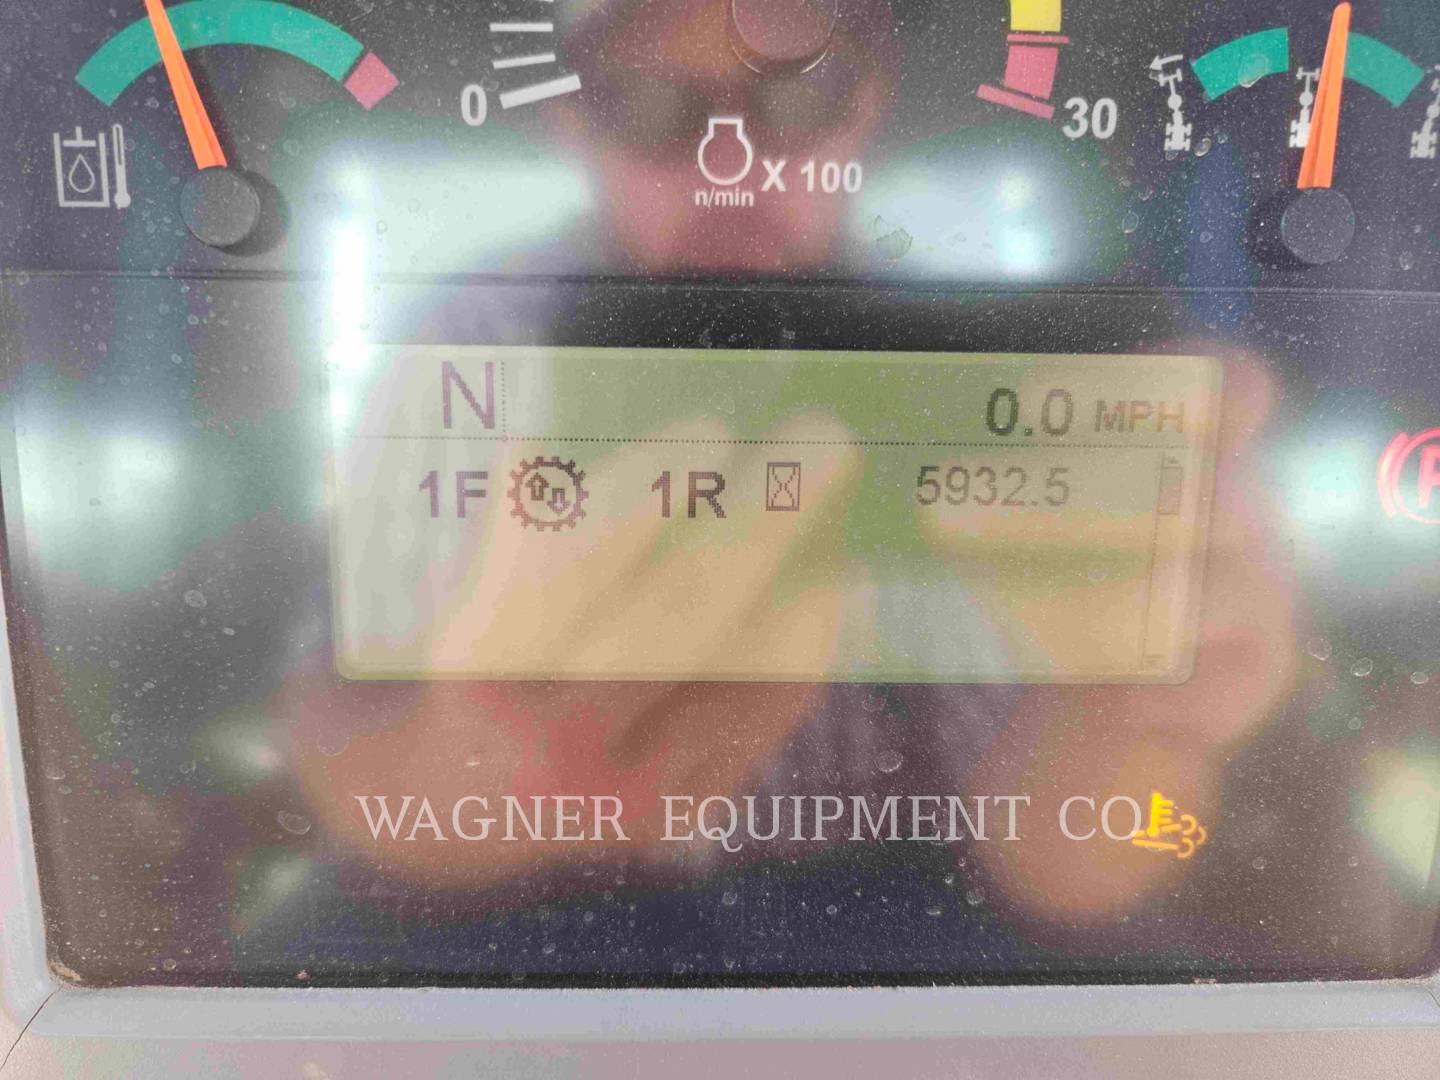 0
30
X 100
n/min
N
0.0 MPH
1F 1R 5932.5
P
WAGNER EQUIPMENT CO.